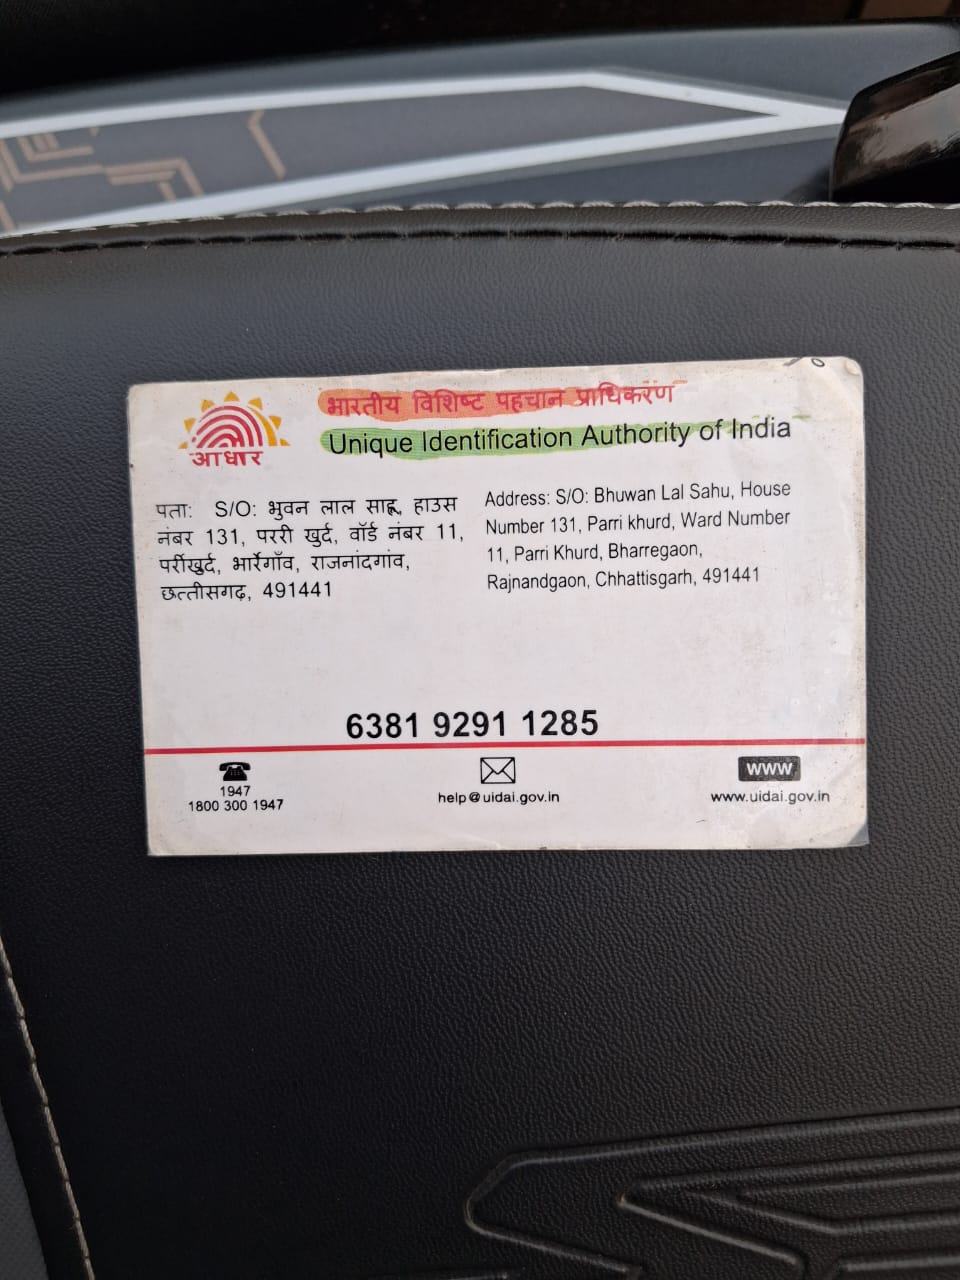 आधार
भारतीय विशिष्ट पहचान प्राधिकरण
Unique Identification Authority of India
पता: S/O: भुवन लाल साहू, हाउस
नंबर 131, पररी खुर्द, वॉर्ड नंबर 11,
पर्रीखुर्द, भार्रेगाँव, राजनांदगांव,
छत्तीसगढ़, 491441
Address: S/O: Bhuwan Lal Sahu, House
Number 131, Parri khurd, Ward Number
11, Parri Khurd, Bharregaon,
Rajnandgaon, Chhattisgarh, 491441
6381 9291 1285
1947
1800 300 1947
help@uidai.gov.in
WWW
www.uidai.gov.in